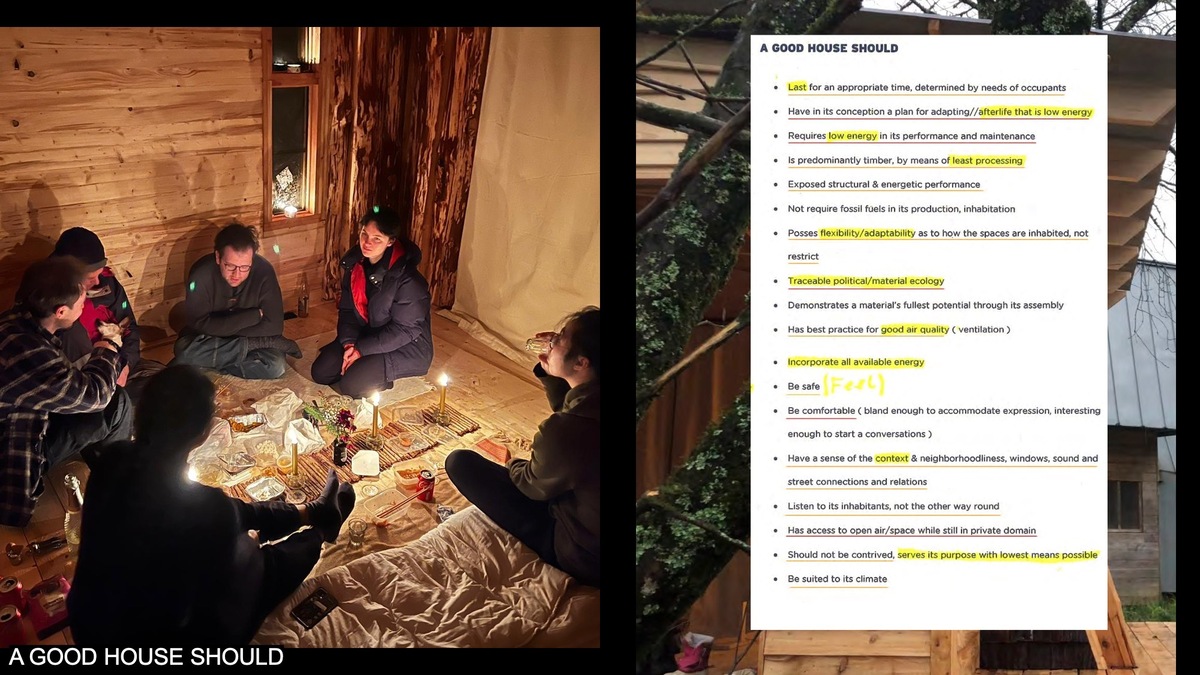 A GOOD HOUSE SHOULD
A GOOD HOUSE SHOULD
Last for an appropriate time, determined by needs of occupants
Have in its conception a plan for adapting//afterlife that is low energy
Requires low energy in its performance and maintenance
Is predominantly timber, by means of least processing
Exposed structural & energetic performance
Not require fossil fuels in its production, inhabitation
Posses flexibility/adaptability as to how the spaces are inhabited, not
restrict
Traceable political/material ecology
Demonstrates a material's fullest potential through its assembly
Has best practice for good air quality ( ventilation )
Incorporate all available energy
Be safe (Feel)
Be comfortable ( bland enough to accommodate expression, interesting
enough to start a conversations )
Have a sense of the context & neighborhoodliness, windows, sound and
street connections and relations
Listen to its inhabitants, not the other way round
Has access to open air/space while still in private domain
Should not be contrived, serves its purpose with lowest means possible
Be suited to its climate